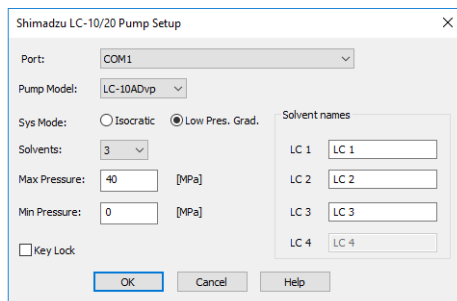 Shimadzu LC-10/20 Pump Setup
Port: COM1
Pump Model: LC-10ADvp
Sys Mode: Isocratic Low Pres. Grad.
Solvents: 3
Max Pressure: 40 [MPa]
Min Pressure: 0 [MPa]
Key Lock
Solvent names
LC 1 LC 1
LC 2 LC 2
LC 3 LC 3
LC 4 LC 4
OK Cancel Help